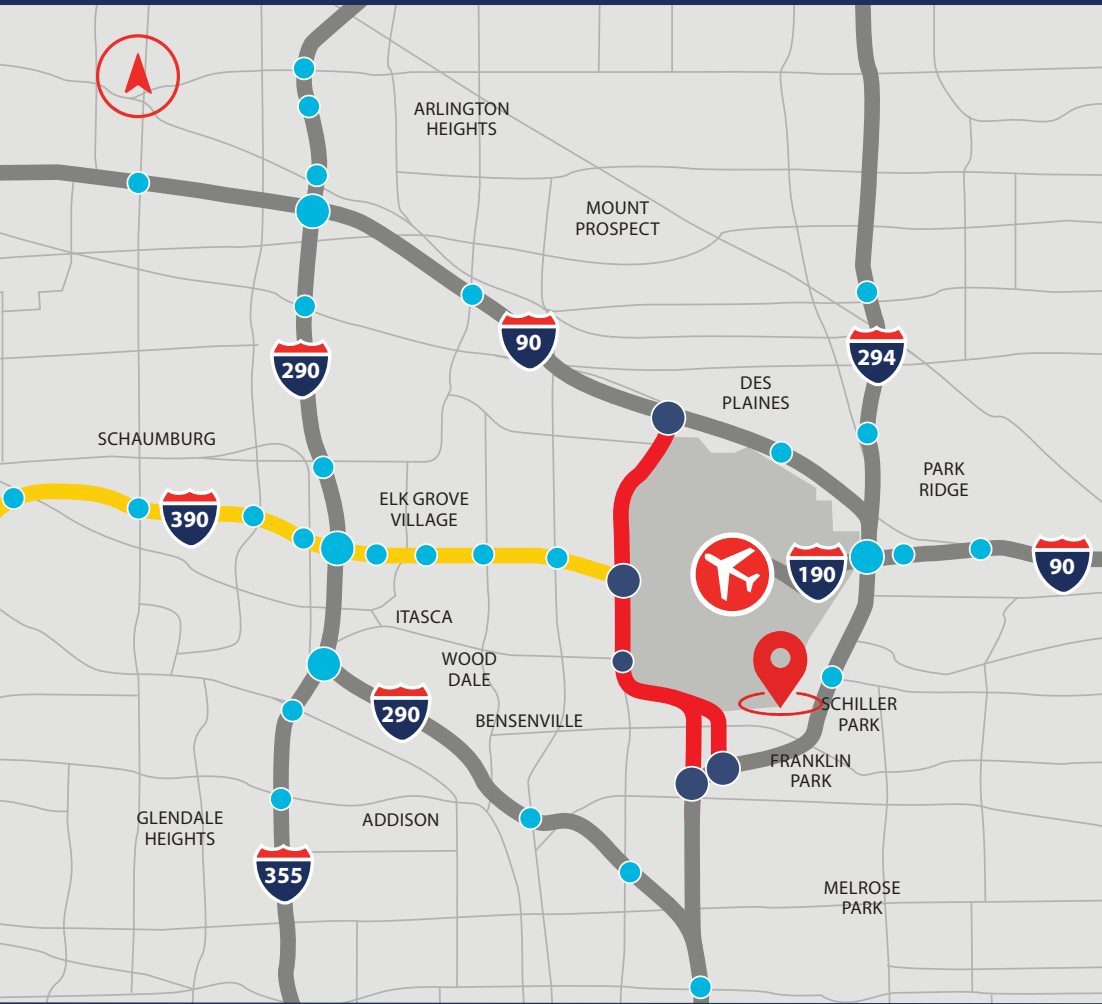 ARLINGTON
HEIGHTS
MOUNT
PROSPECT
90
294
290
DES
PLAINES
SCHAUMBURG
PARK
RIDGE
ELK GROVE
VILLAGE
390
190
90
ITASCA
WOOD
DALE
290
BENSENVILLE
SCHILLER
PARK
FRANKLIN
PARK
GLENDALE
HEIGHTS
ADDISON
355
MELROSE
PARK